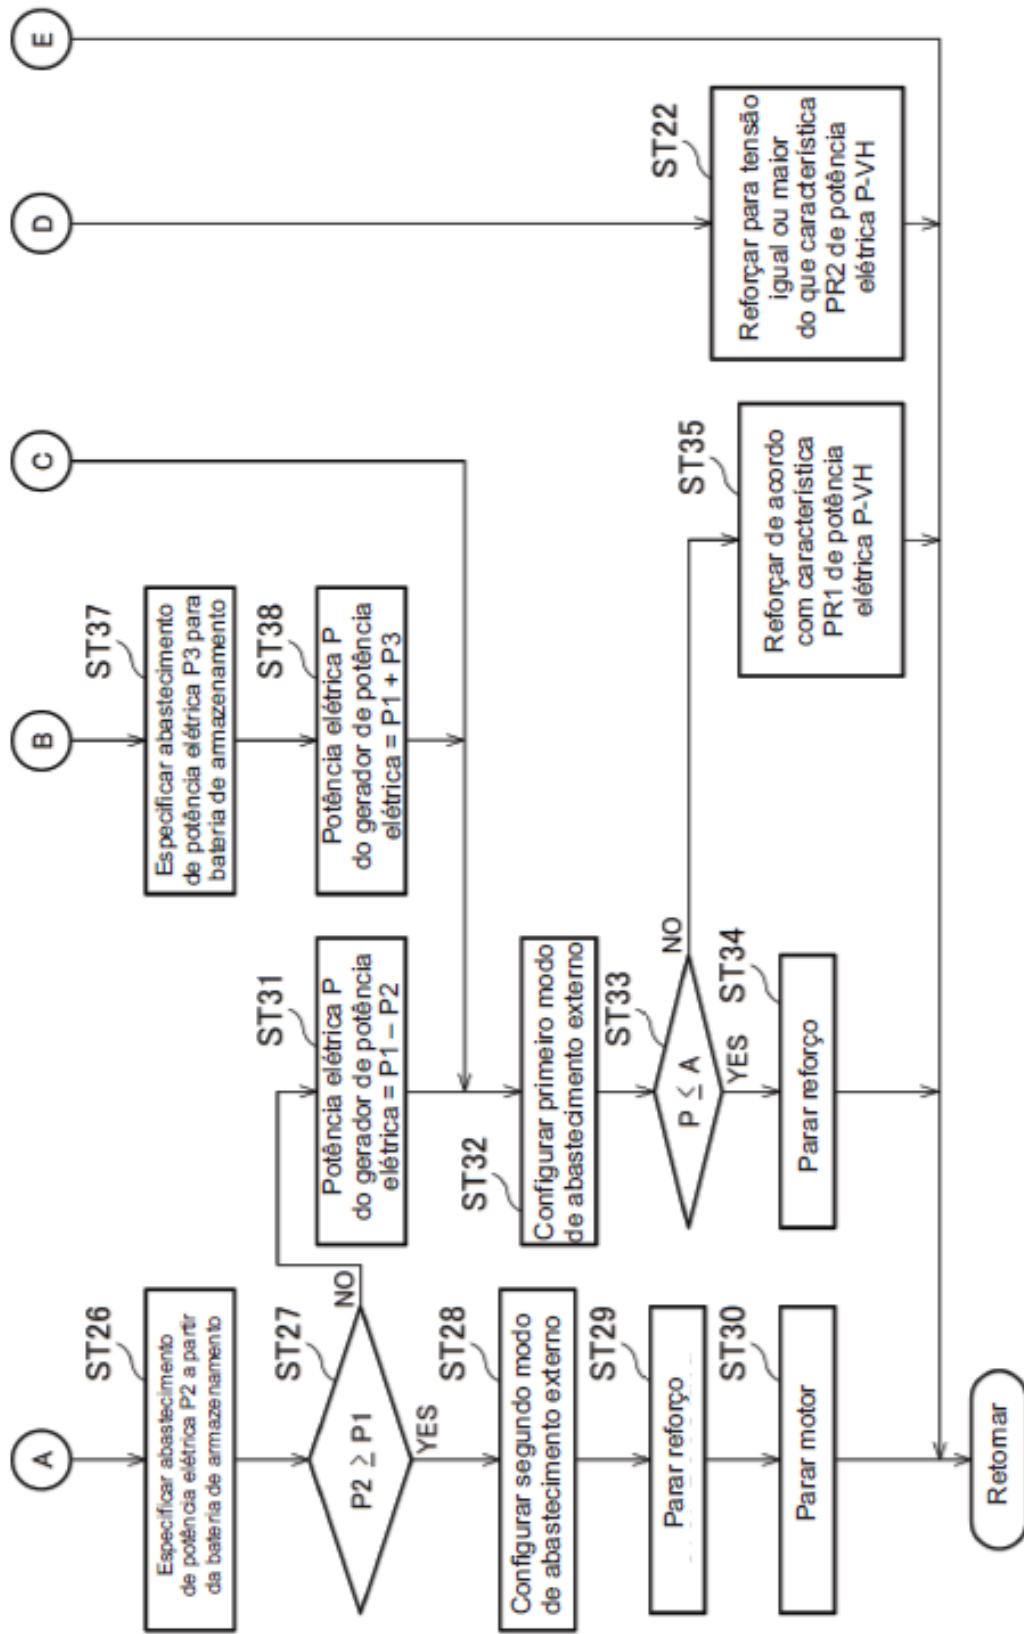 A
ST26
Especificar abastecimento
de potência elétrica P2 a partir
da bateria de armazenamento
ST27
P2 ≥ P1
NO
YES
ST28
Configurar segundo modo
de abastecimento externo
ST29
Parar reforço
ST30
Parar motor
Retomar
ST31
Potência elétrica P
do gerador de potência
elétrica = P1 – P2
ST32
Configurar primeiro modo
de abastecimento externo
ST33
P ≤ A
NO
YES
ST34
Parar reforço
B
ST37
Especificar abastecimento
de potência elétrica P3 para
bateria de armazenamento
ST38
Potência elétrica P
do gerador de potência
elétrica = P1 + P3
C
ST35
Reforçar de acordo
com característica
PR1 de potência
elétrica P-VH
D
ST22
Reforçar para tensão
igual ou maior
do que característica
PR2 de potência
elétrica P-VH
E